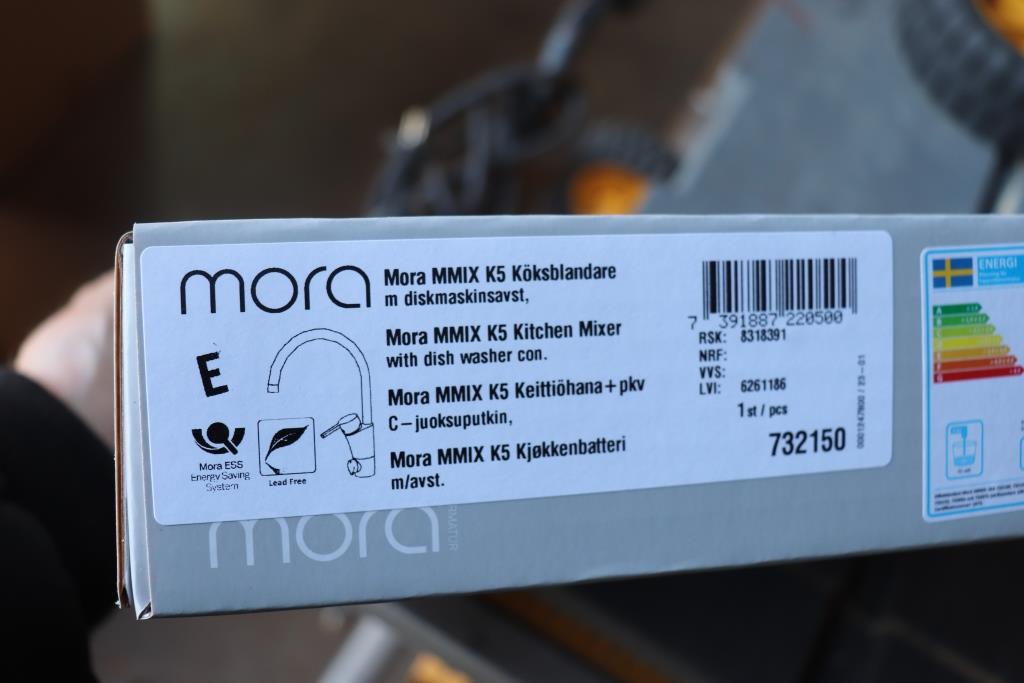 mora
Mora MMIX K5 Köksblandare
m diskmaskinsavst,
Mora MMIX K5 Kitchen Mixer
with dish washer con.
Mora MMIX K5 Keittiöhana+pkv
C-juoksuputkin,
Mora MMIX K5 Kjøkkenbatteri
m/avst.
E
Mora ESS
Energy Saving
System
Lead Free
7 391887 220500
RSK: 8318391
NRF:
VVS:
LVI: 6261186
1 st / pcs
732150
mora
ENERGI
A
B
C
D
E
F
G